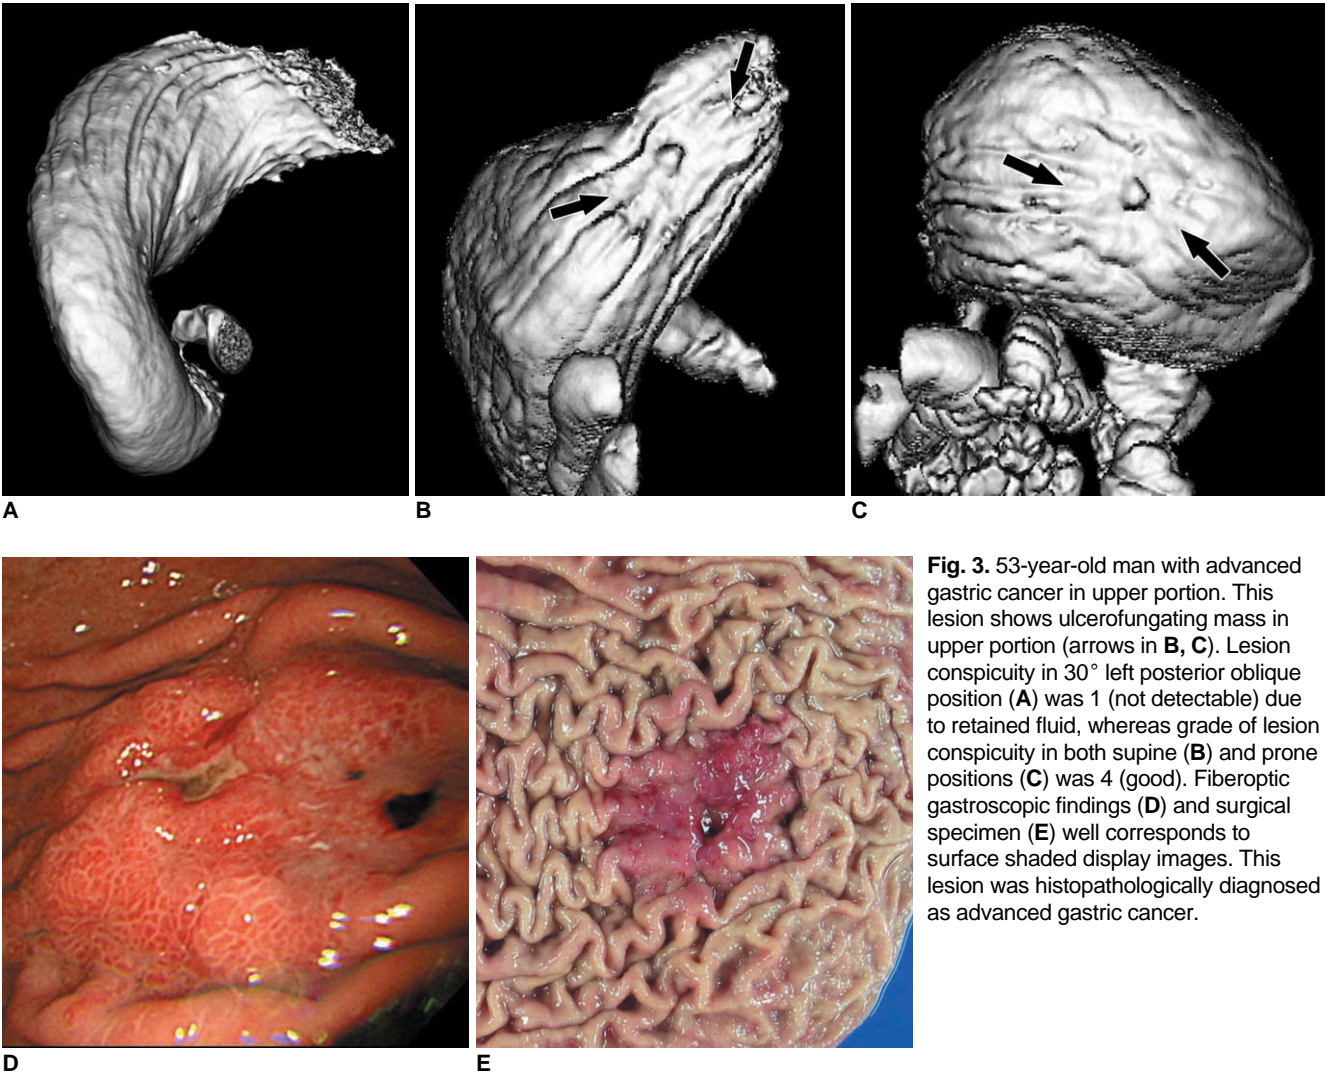 A
B
C
D
E
Fig. 3. 53-year-old man with advanced
gastric cancer in upper portion. This
lesion shows ulcerofungating mass in
upper portion (arrows in B, C). Lesion
conspicuity in 30° left posterior oblique
position (A) was 1 (not detectable) due
to retained fluid, whereas grade of lesion
conspicuity in both supine (B) and prone
positions (C) was 4 (good). Fiberoptic
gastroscopic findings (D) and surgical
specimen (E) well corresponds to
surface shaded display images. This
lesion was histopathologically diagnosed
as advanced gastric cancer.